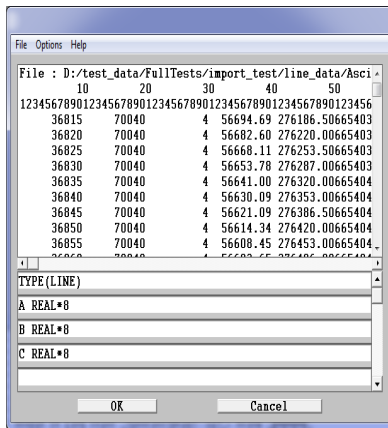 File Options Help
File : D:/test_data/FullTests/import_test/line_data/Asci
10 20 30 40 50
12345678901234567890123456789012345678901234567890123456
36815 70040 4 56694.69 276186.50665403
36820 70040 4 56682.60 276220.00665403
36825 70040 4 56668.11 276253.50665403
36830 70040 4 56653.78 276287.00665403
36835 70040 4 56641.00 276320.00665404
36840 70040 4 56630.09 276353.00665404
36845 70040 4 56621.09 276386.50665404
36850 70040 4 56614.34 276420.00665404
36855 70040 4 56608.45 276453.00665404
TYPE(LINE)
A REAL*8
B REAL*8
C REAL*8
OK Cancel